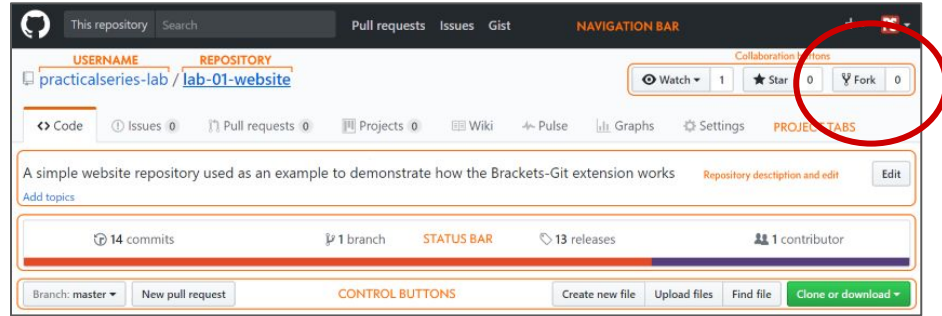 This repository Search Pull requests Issues Gist NAVIGATION BAR
USERNAME REPOSITORY Collaboration buttons
practicalseries-lab / lab-01-website Watch 1 Star 0 Fork 0
Code Issues 0 Pull requests 0 Projects 0 Wiki Pulse Graphs Settings PROJECT TABS
A simple website repository used as an example to demonstrate how the Brackets-Git extension works Repository desctiption and edit Edit
Add topics
14 commits 1 branch STATUS BAR 13 releases 1 contributor
Branch: master New pull request CONTROL BUTTONS Create new file Upload files Find file Clone or download